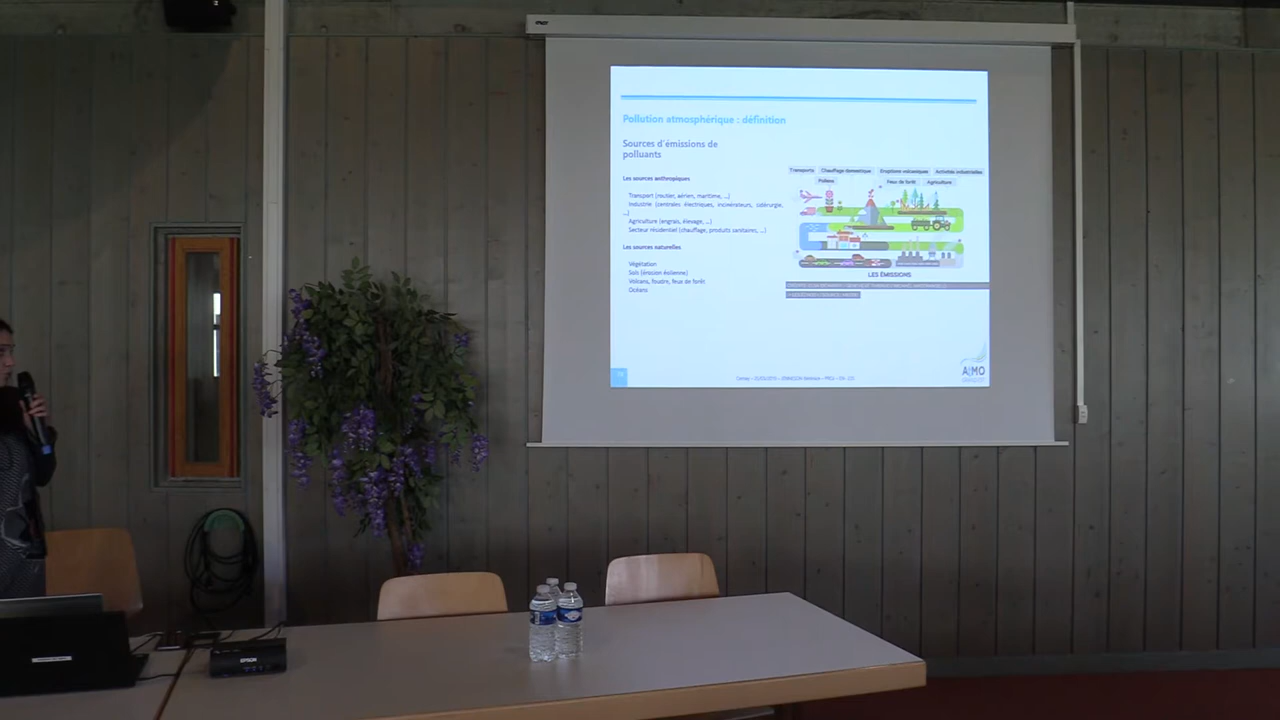 Pollution atmosphérique : définition
Sources d'émissions de
polluants
Les sources anthropiques
Transport (routier, aérien, maritime, ...)
Industrie (centrales électriques, incinérateurs, sidérurgie,
...)
Agriculture (engrais, élevage, ...)
Secteur résidentiel (chauffage, produits sanitaires, ...)
Les sources naturelles
Végétation
Sols (érosion éolienne)
Volcans, foudre, feux de forêt
Océans
Transports Chauffage domestique Eruptions volcaniques Activités industrielles
Pollens Feux de forêt Agriculture
LES ÉMISSIONS
EPSON